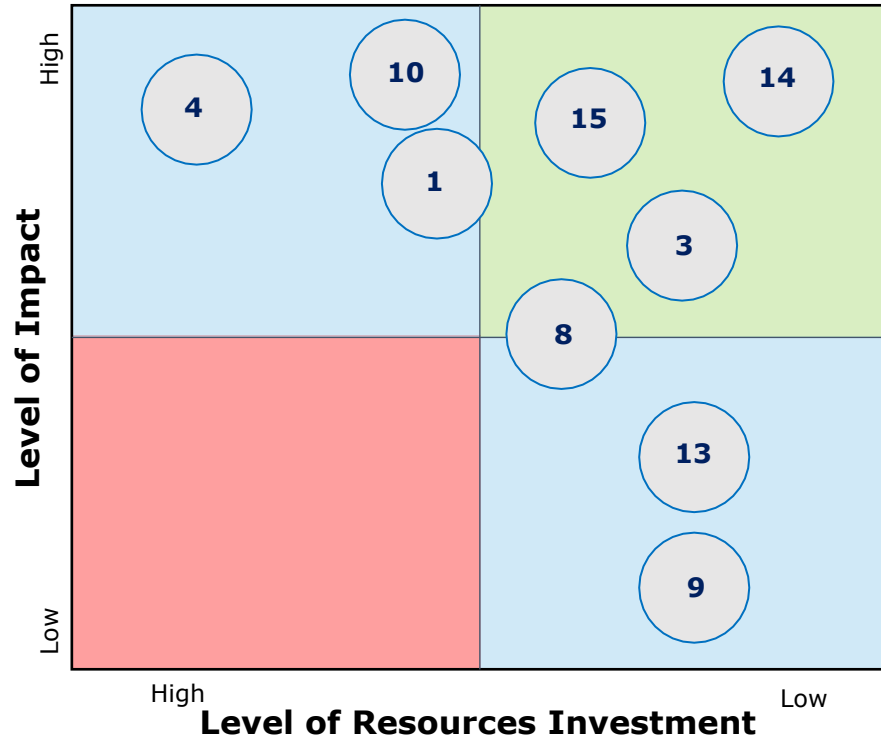 High
10
14
4
15
1
3
Level of Impact
8
13
9
Low
High
Low
Level of Resources Investment